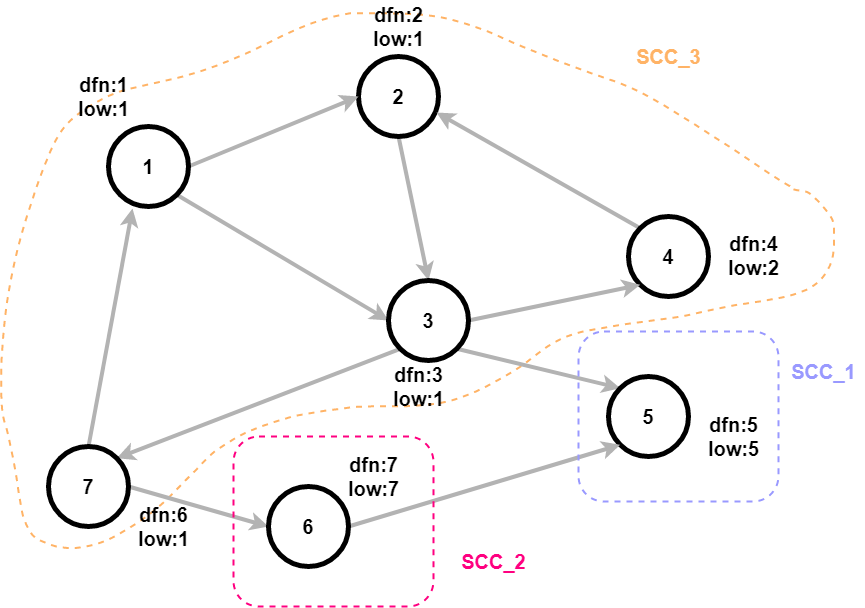 dfn:2
low:1
SCC_3
dfn:1
low:1
2
1
dfn:4
low:2
4
3
dfn:3
low:1
SCC_1
5
dfn:5
low:5
dfn:7
low:7
7
dfn:6
low:1
6
SCC_2